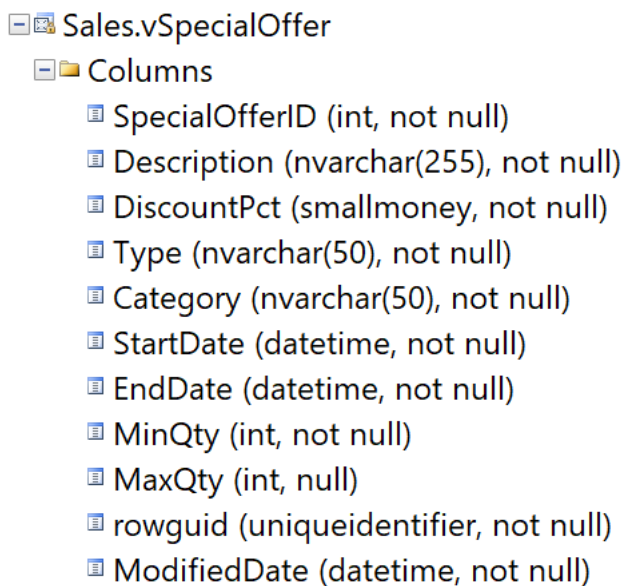 Sales.vSpecialOffer
Columns
SpecialOfferID (int, not null)
Description (nvarchar(255), not null)
DiscountPct (smallmoney, not null)
Type (nvarchar(50), not null)
Category (nvarchar(50), not null)
StartDate (datetime, not null)
EndDate (datetime, not null)
MinQty (int, not null)
MaxQty (int, null)
rowguid (uniqueidentifier, not null)
ModifiedDate (datetime, not null)